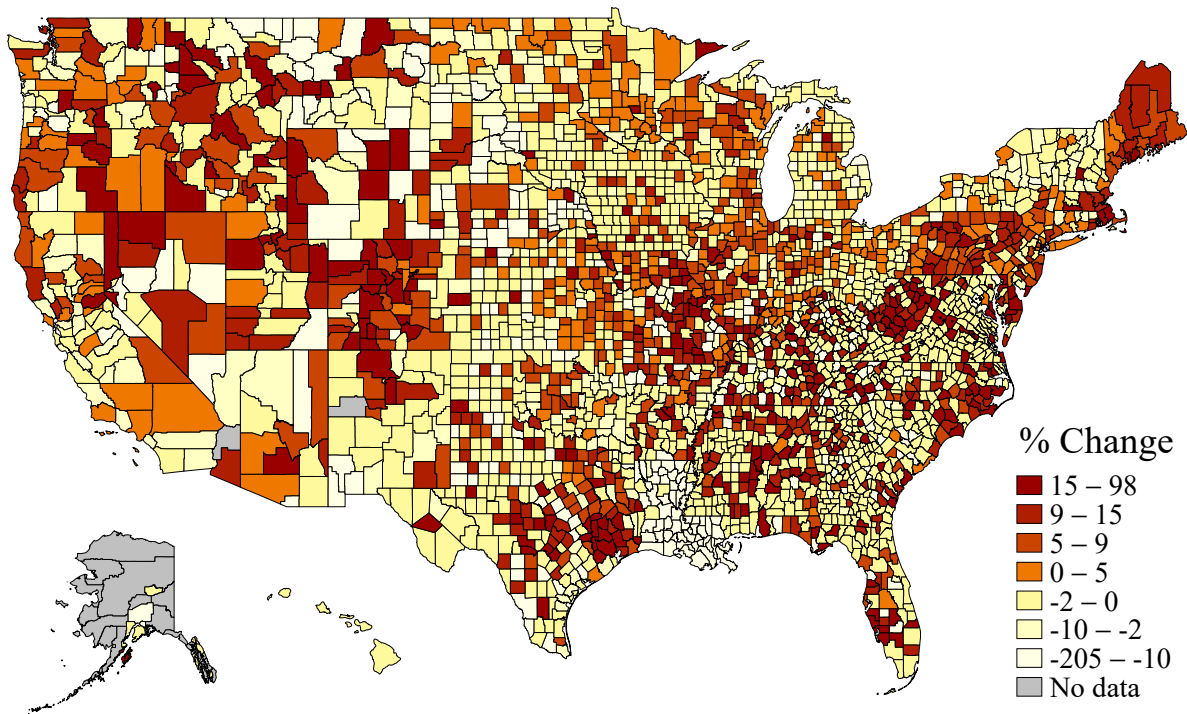 % Change
15 – 98
9 – 15
5 – 9
0 – 5
-2 – 0
-10 – -2
-205 – -10
No data